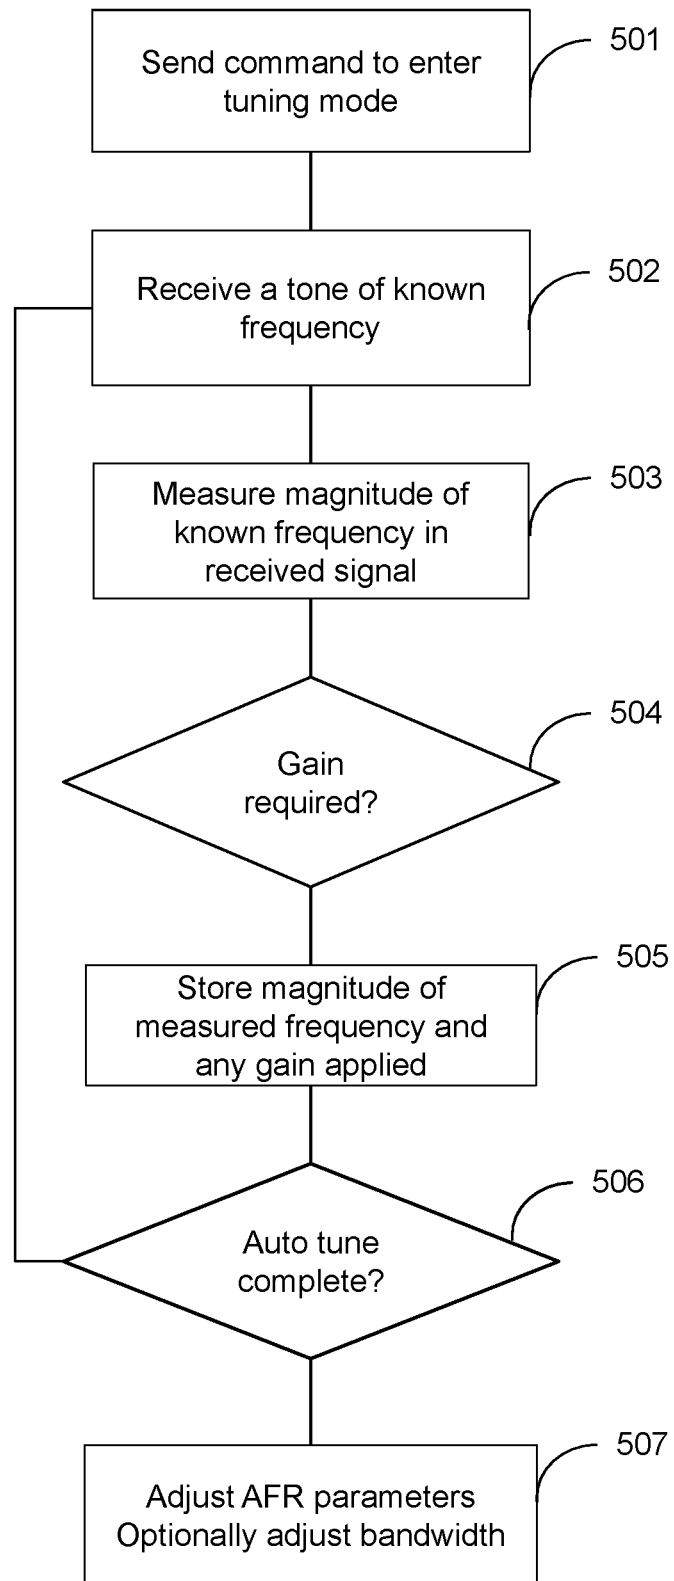 Send command to enter
tuning mode
501
Receive a tone of known
frequency
502
Measure magnitude of
known frequency in
received signal
503
Gain
required?
504
Store magnitude of
measured frequency and
any gain applied
505
Auto tune
complete?
506
Adjust AFR parameters
Optionally adjust bandwidth
507